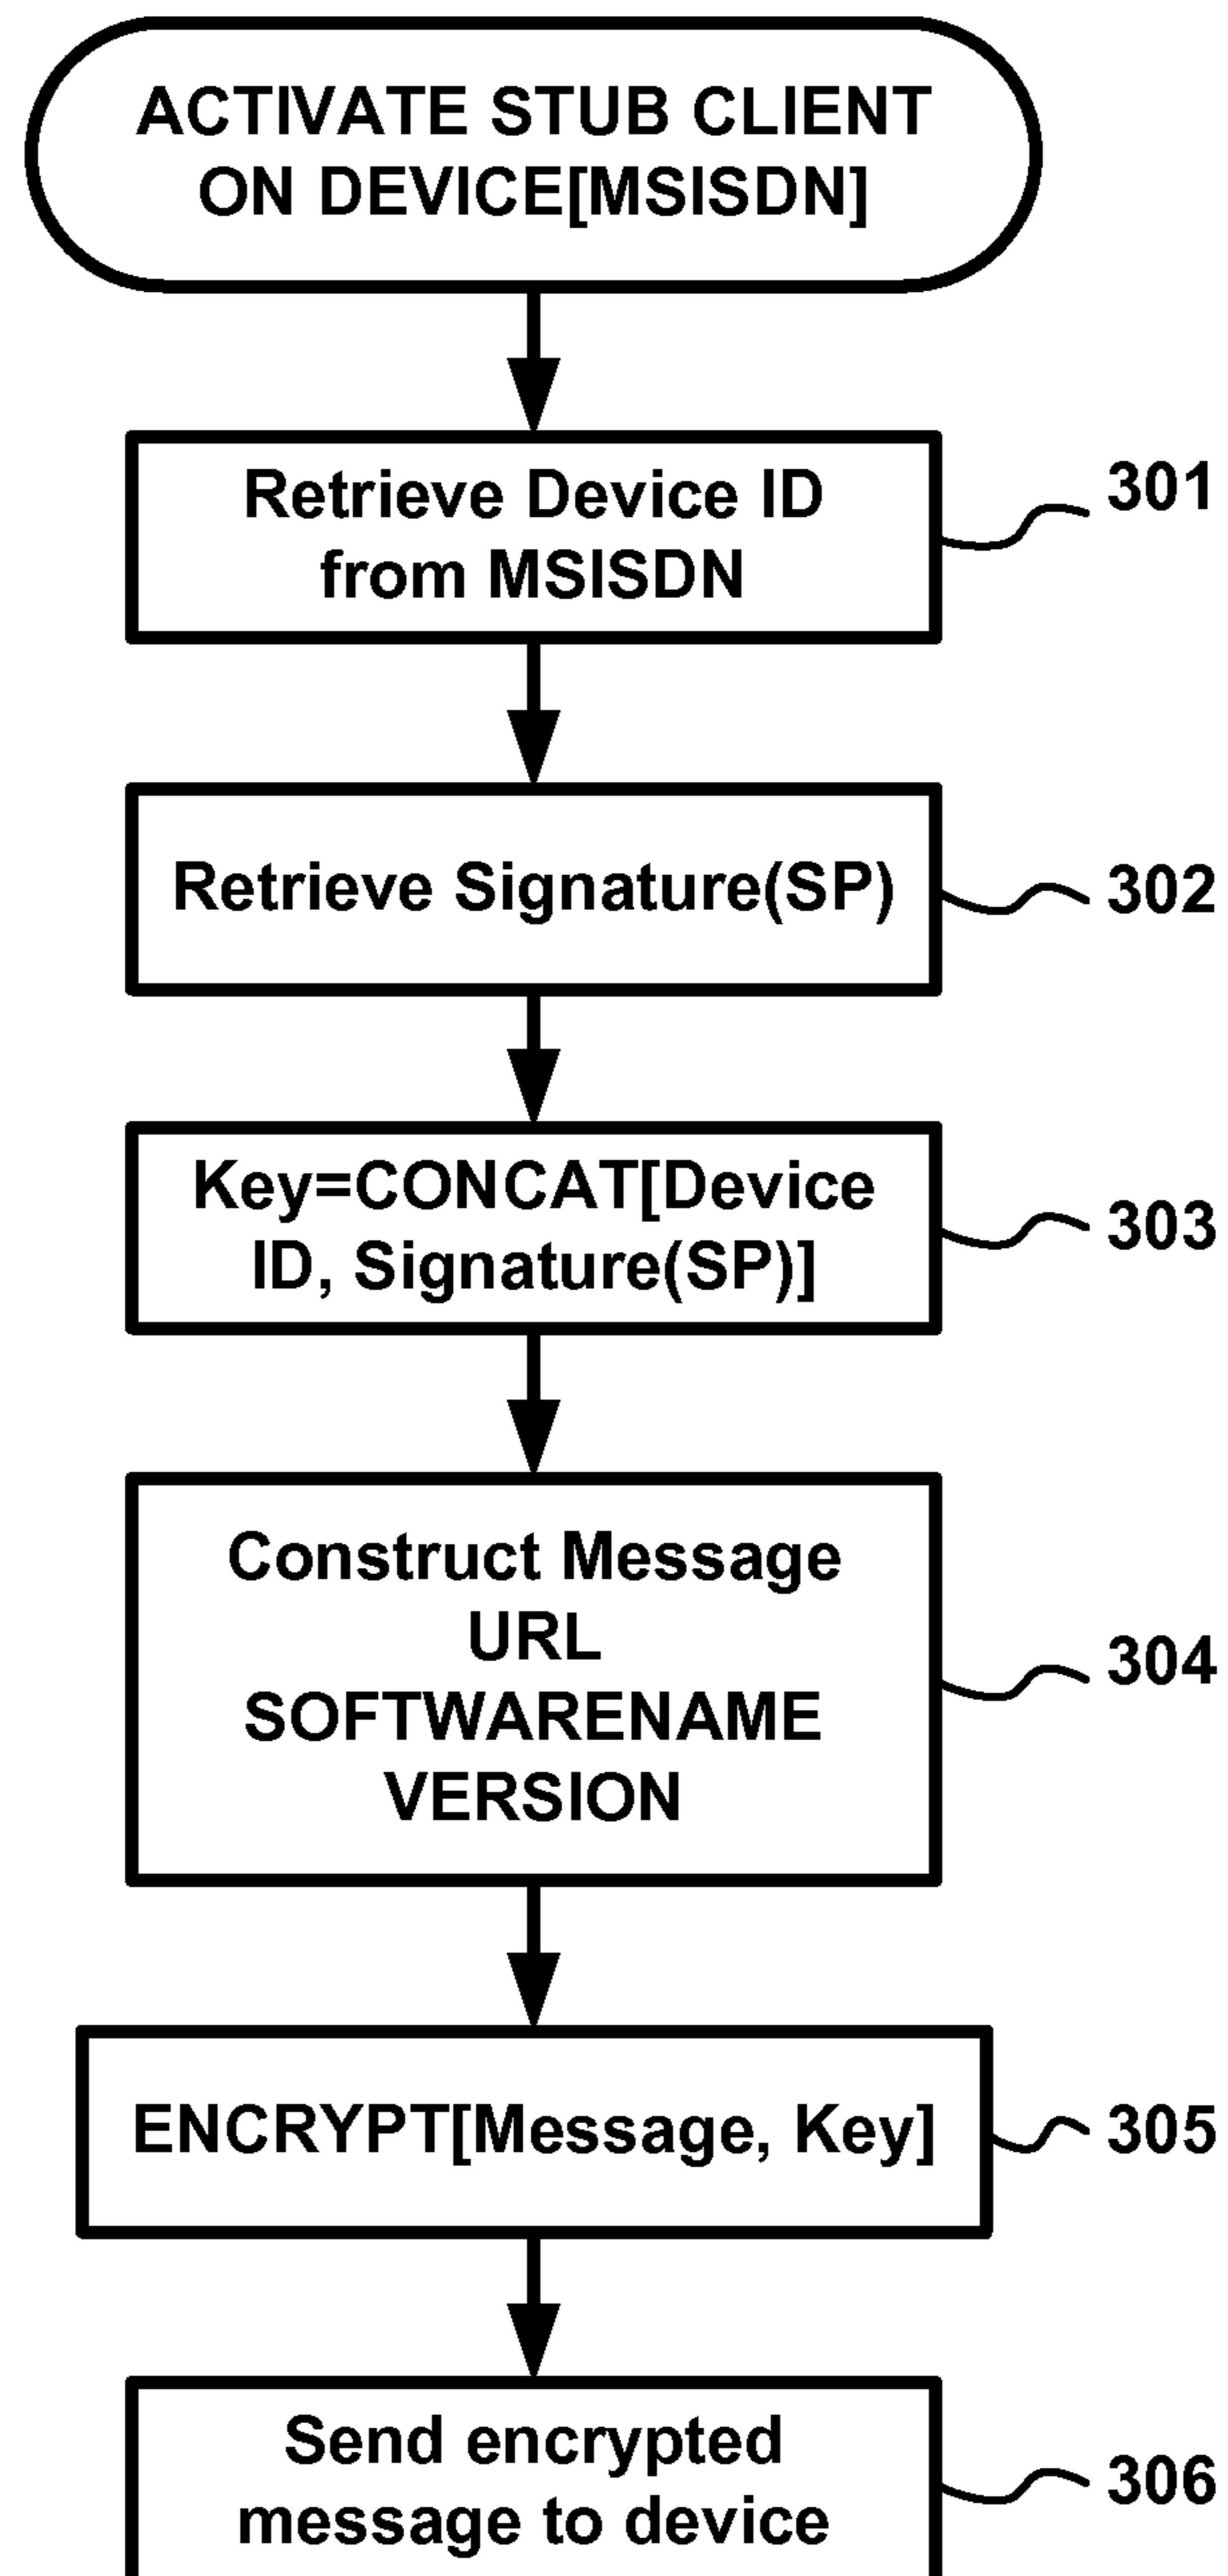 ACTIVATE STUB CLIENT
ON DEVICE[MSISDN]
Retrieve Device ID
from MSISDN
301
Retrieve Signature(SP)
302
Key=CONCAT[Device
ID, Signature(SP)]
303
Construct Message
URL
SOFTWARENAME
VERSION
304
ENCRYPT[Message, Key]
305
Send encrypted
message to device
306